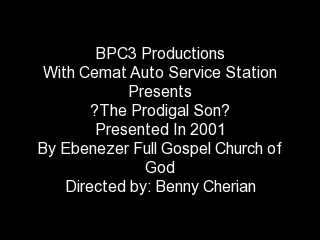 BPC3 Productions
With Cemat Auto Service Station
Presents
?The Prodigal Son?
Presented In 2001
By Ebenezer Full Gospel Church of
God
Directed by: Benny Cherian